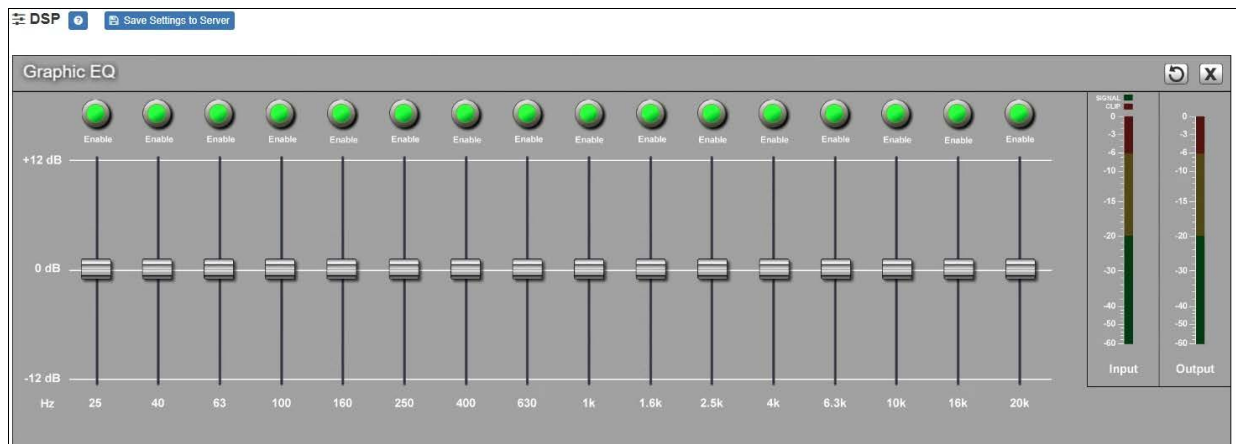 DSP ? Save Settings to Server
Graphic EQ X
Enable Enable Enable Enable Enable Enable Enable Enable Enable Enable Enable Enable Enable Enable Enable Enable
SIGNAL
CLIP
+12 dB
0 dB
-12 dB
Hz 25 40 63 100 160 250 400 630 1k 1.6k 2.5k 4k 6.3k 10k 16k 20k
0 0
-3 -3
-6 -6
-10 -10
-15 -15
-20 -20
-30 -30
-40 -40
-50 -50
-60 -60
Input Output